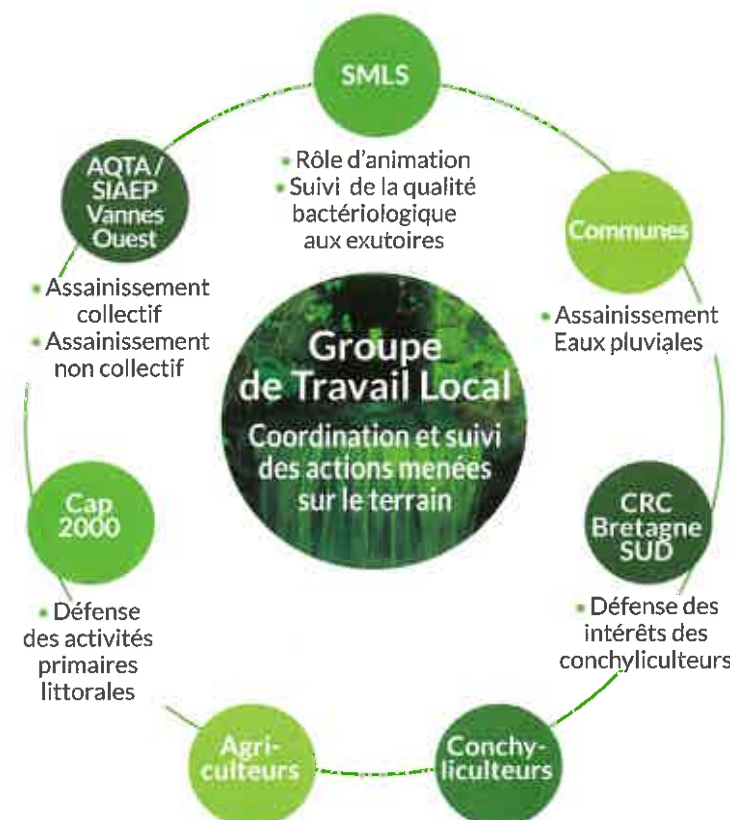 SMLS
• Rôle d'animation
• Suivi de la qualité
bactériologique
aux exutoires
AQTA /
SIAEP
Vannes
Ouest
• Assainissement
collectif
• Assainissement
non collectif
Communes
• Assainissement
Eaux pluviales
Groupe
de Travail Local
Coordination et suivi
des actions menées
sur le terrain
Cap
2000
• Défense
des activités
primaires
littorales
CRC
Bretagne
SUD
• Défense des
intérêts des
conchyliculteurs
Agri-
culteurs
Conchy-
liculteurs